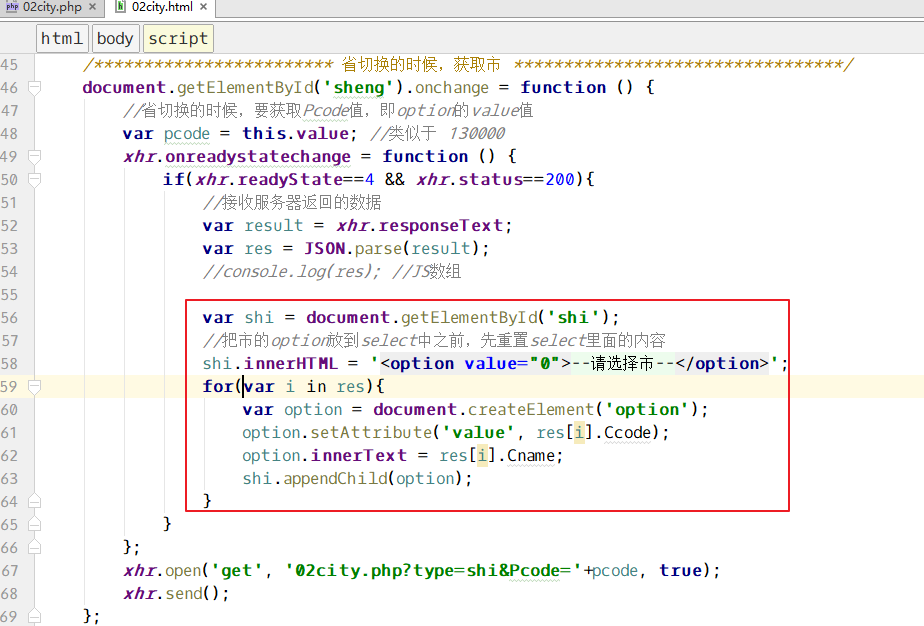 02city.php × 02city.html ×
html body script
45 /************************ 省切换的时候，获取市 *********************************/
46 document.getElementById('sheng').onchange = function () {
47 //省切换的时候，要获取Pcode值，即option的value值
48 var pcode = this.value; //类似于 130000
49 xhr.onreadystatechange = function () {
50 if(xhr.readyState==4 && xhr.status==200){
51 //接收服务器返回的数据
52 var result = xhr.responseText;
53 var res = JSON.parse(result);
54 //console.log(res); //JS数组
55
56 var shi = document.getElementById('shi');
57 //把市的option放到select中之前，先重置select里面的内容
58 shi.innerHTML = '<option value="0">--请选择市--</option>';
59 for(var i in res){
60 var option = document.createElement('option');
61 option.setAttribute('value', res[i].Ccode);
62 option.innerText = res[i].Cname;
63 shi.appendChild(option);
64 }
65 }
66 };
67 xhr.open('get', '02city.php?type=shi&Pcode='+pcode, true);
68 xhr.send();
69 };